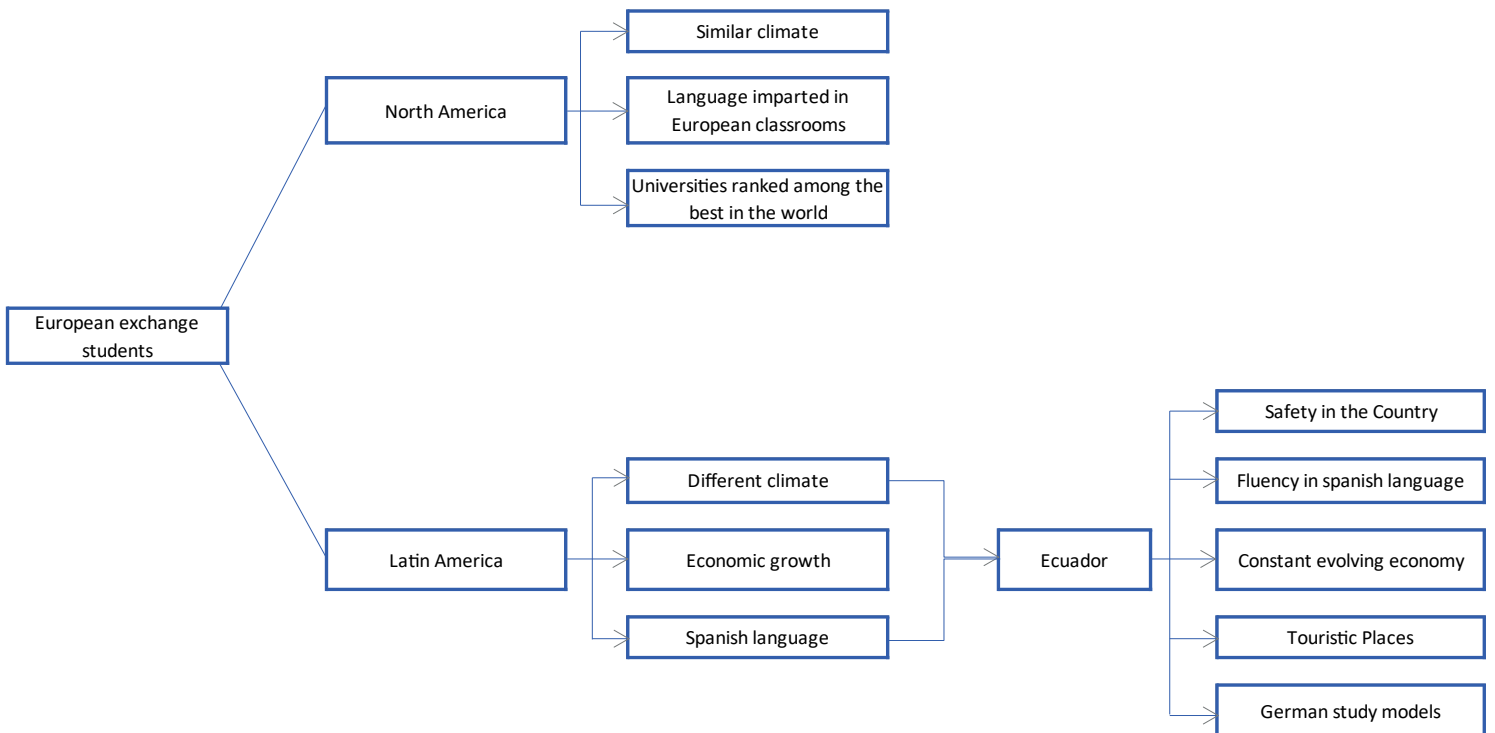 Similar climate
North America
Language imparted in
European classrooms
Universities ranked among the
best in the world
European exchange
students
Safety in the Country
Different climate
Fluency in spanish language
Latin America
Economic growth
Ecuador
Constant evolving economy
Spanish language
Touristic Places
German study models